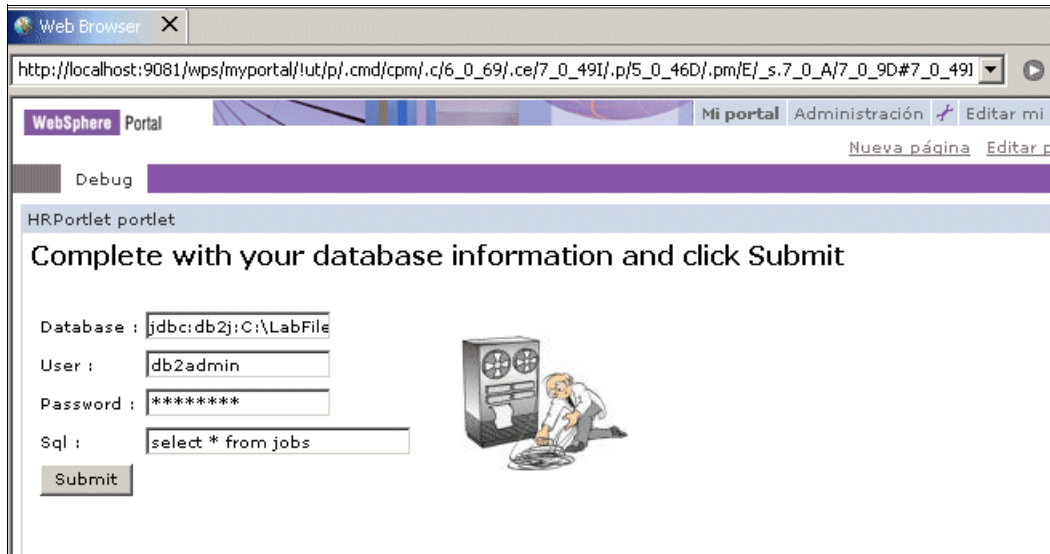 Web Browser
http://localhost:9081/wps/myportal/!ut/p/.cmd/cpm/.c/6_0_69/.ce/7_0_49I/.p/5_0_46D/.pm/E/_s.7_0_A/7_0_9D#7_0_49I
WebSphere Portal
Mi portal Administración Editar mi
Nueva página Editar p
Debug
HRPortlet portlet
Complete with your database information and click Submit
Database : jdbc:db2j:C:\LabFile
User : db2admin
Password : ********
Sql : select * from jobs
Submit